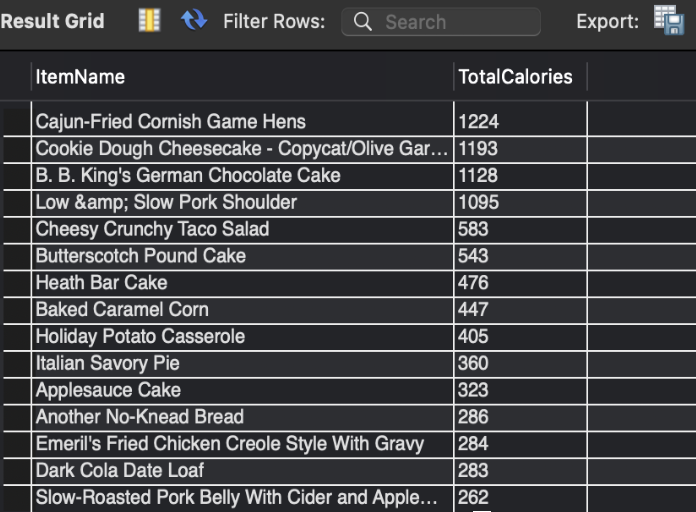 Result Grid Filter Rows: Search Export:
ItemName TotalCalories
Cajun-Fried Cornish Game Hens 1224
Cookie Dough Cheesecake - Copycat/Olive Gar... 1193
B. B. King's German Chocolate Cake 1128
Low &amp; Slow Pork Shoulder 1095
Cheesy Crunchy Taco Salad 583
Butterscotch Pound Cake 543
Heath Bar Cake 476
Baked Caramel Corn 447
Holiday Potato Casserole 405
Italian Savory Pie 360
Applesauce Cake 323
Another No-Knead Bread 286
Emeril's Fried Chicken Creole Style With Gravy 284
Dark Cola Date Loaf 283
Slow-Roasted Pork Belly With Cider and Apple... 262